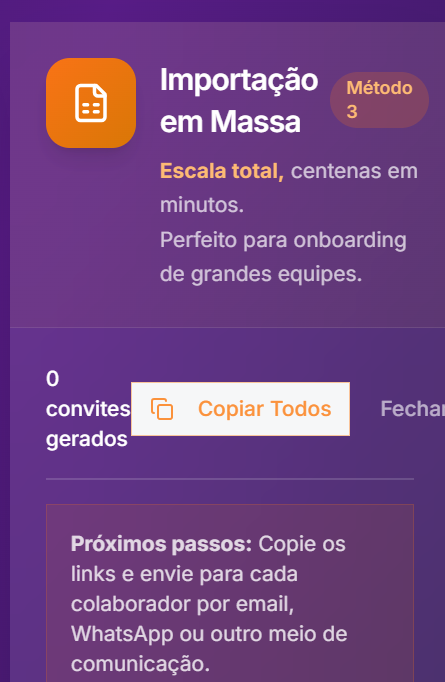 Importação
em Massa
Método
3
Escala total, centenas em
minutos.
Perfeito para onboarding
de grandes equipes.
0
convites
gerados
Copiar Todos
Fechar
Próximos passos: Copie os
links e envie para cada
colaborador por email,
WhatsApp ou outro meio de
comunicação.